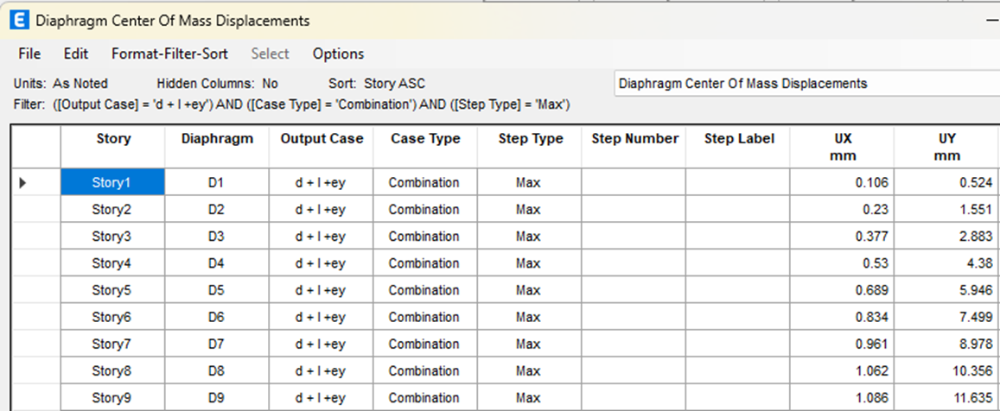 E Diaphragm Center Of Mass Displacements
File Edit Format-Filter-Sort Select Options
Units: As Noted Hidden Columns: No Sort: Story ASC Diaphragm Center Of Mass Displacements
Filter: ([Output Case] = 'd + l +ey') AND ([Case Type] = 'Combination') AND ([Step Type] = 'Max')
Story Diaphragm Output Case Case Type Step Type Step Number Step Label UX UY
mm mm
Story1 D1 d + l +ey Combination Max 0.106 0.524
Story2 D2 d + l +ey Combination Max 0.23 1.551
Story3 D3 d + l +ey Combination Max 0.377 2.883
Story4 D4 d + l +ey Combination Max 0.53 4.38
Story5 D5 d + l +ey Combination Max 0.689 5.946
Story6 D6 d + l +ey Combination Max 0.834 7.499
Story7 D7 d + l +ey Combination Max 0.961 8.978
Story8 D8 d + l +ey Combination Max 1.062 10.356
Story9 D9 d + l +ey Combination Max 1.086 11.635